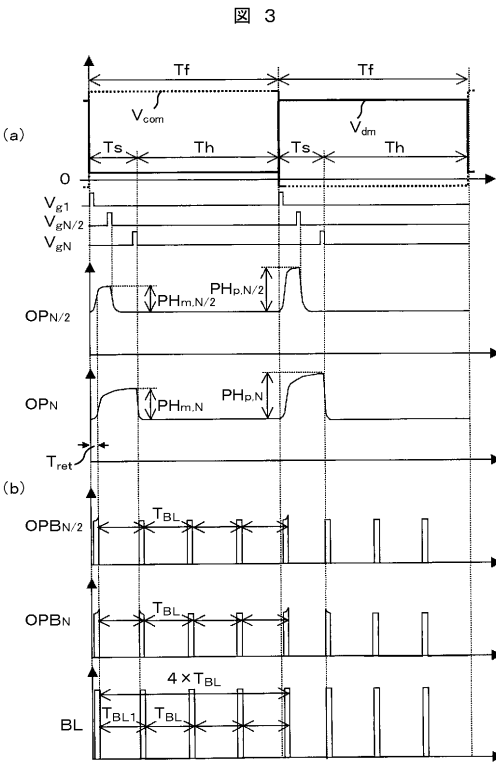 図 3
Tf Tf
Vcom Vdm
(a)
Ts Th Ts Th
0
Vg1
VgN/2
VgN
PHm,N/2 PHp,N/2
OPN/2
PHm,N PHp,N
OPN
Tret
(b)
OPBN/2 TBL
OPBN TBL
4×TBL
TBL1 TBL
BL